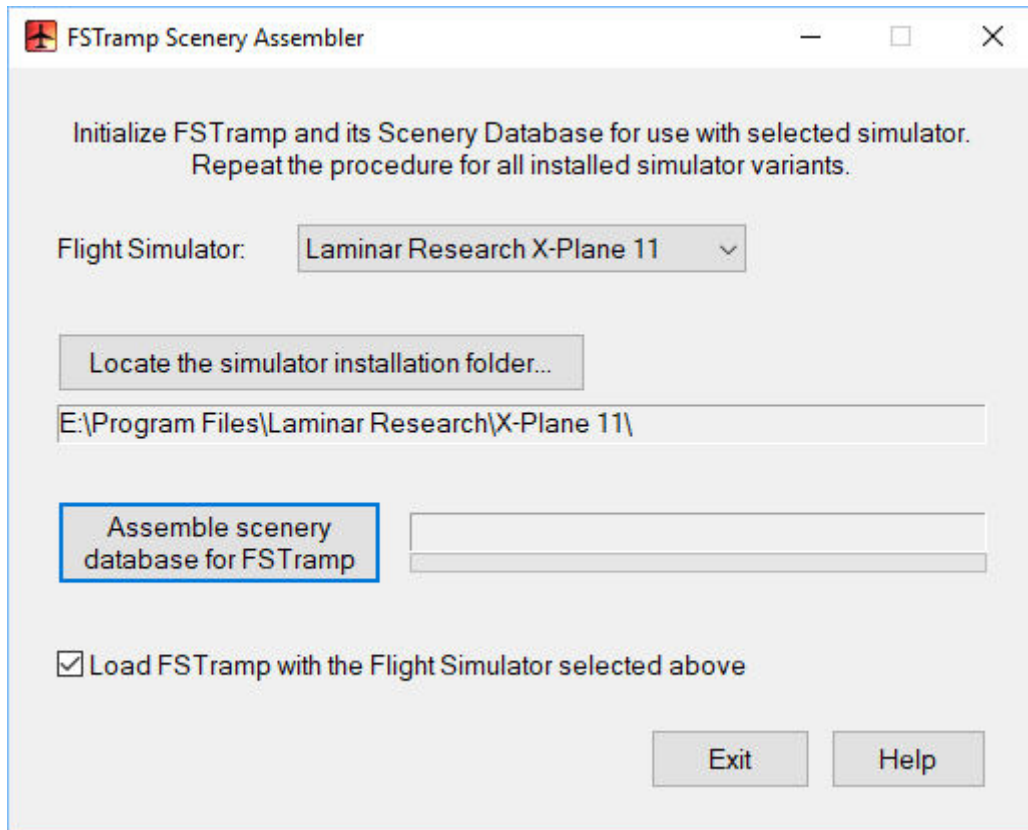 FSTramp Scenery Assembler
Initialize FSTramp and its Scenery Database for use with selected simulator.
Repeat the procedure for all installed simulator variants.
Flight Simulator:
Laminar Research X-Plane 11
Locate the simulator installation folder...
E:\Program Files\Laminar Research\X-Plane 11\
Assemble scenery
database for FSTramp
Load FSTramp with the Flight Simulator selected above
Exit
Help